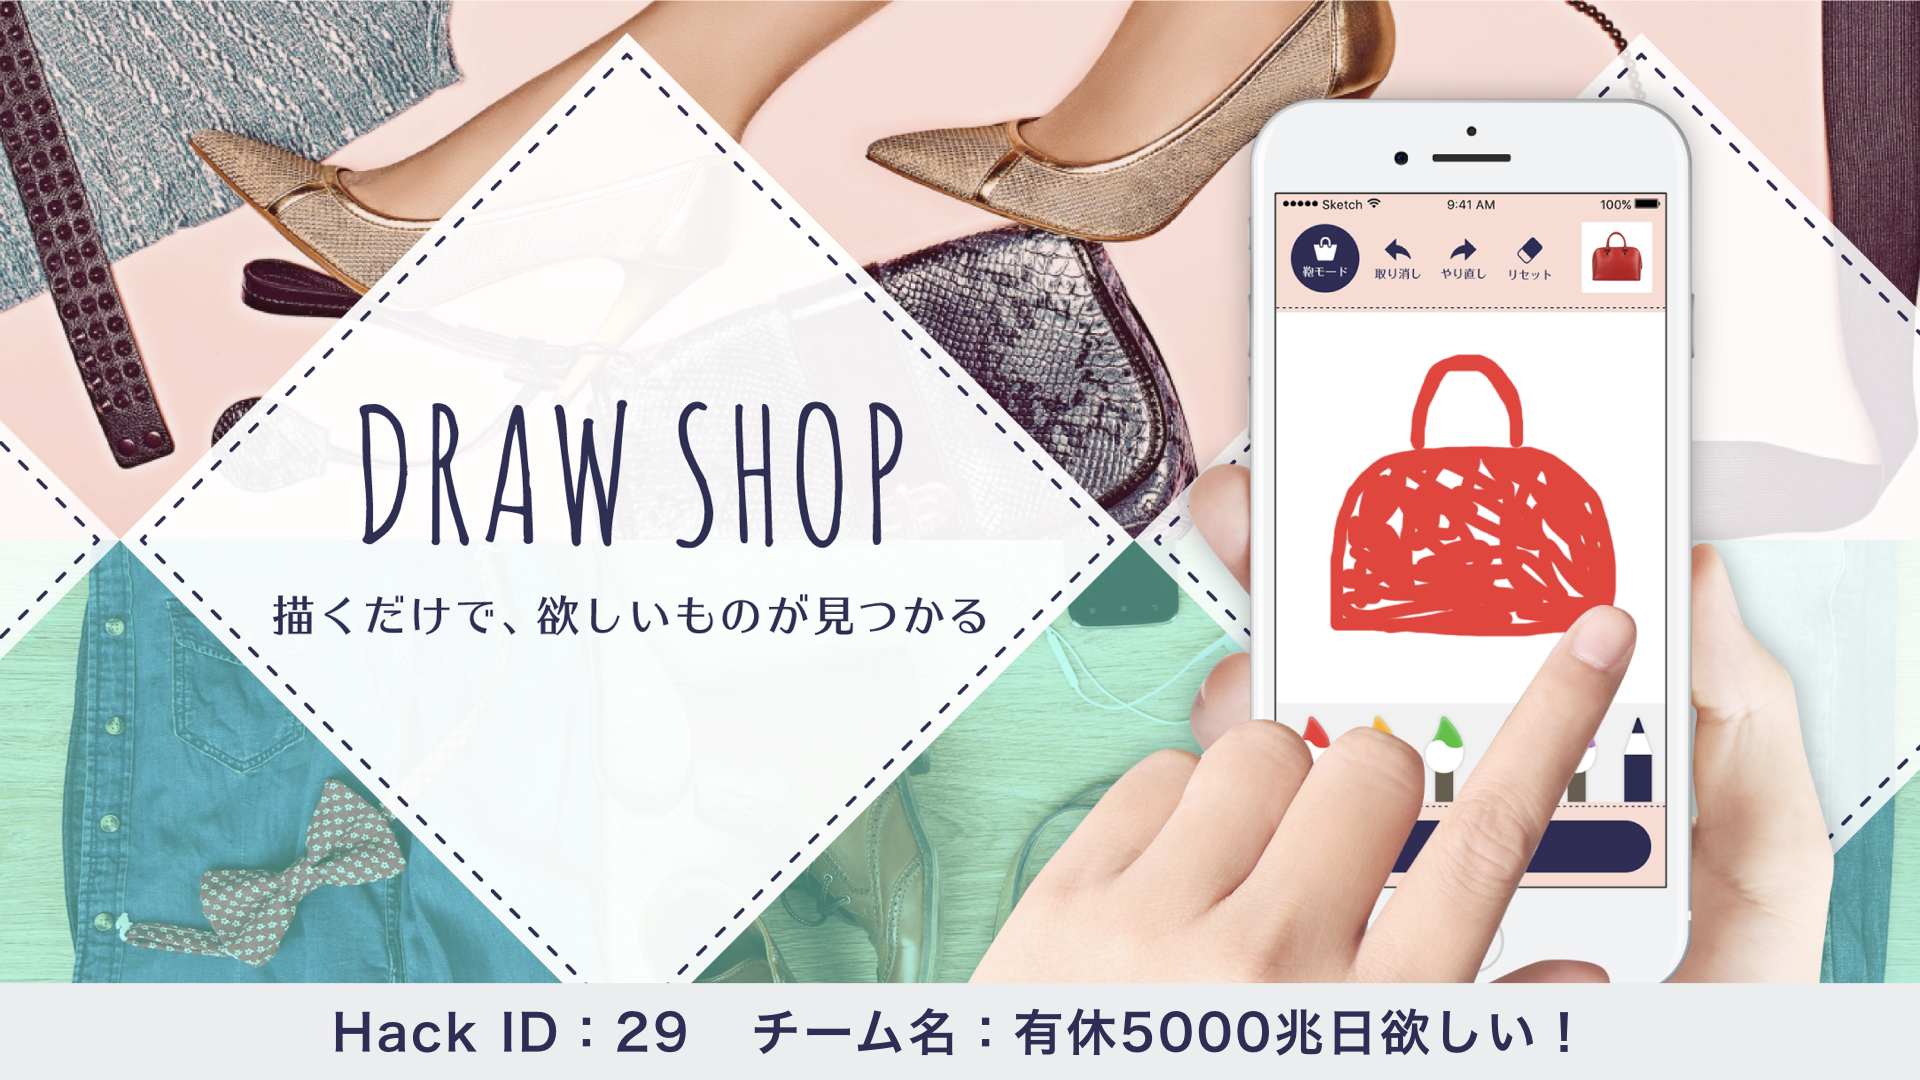 DRAW SHOP
描くだけで、欲しいものが見つかる
Sketch 9:41 AM 100%
鞄モード 取り消し やり直し リセット
Hack ID：29　チーム名：有休5000兆日欲しい！